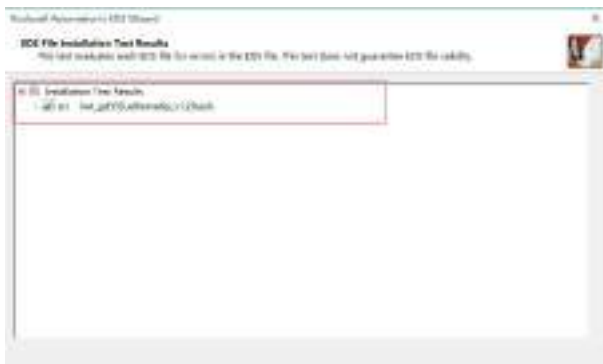 Rockwell Automation's EDS Wizard
EDS File Installation Test Results
This test evaluates each EDS file for errors in the EDS file. This test does not guarantee EDS file validity.
Installation Test Results